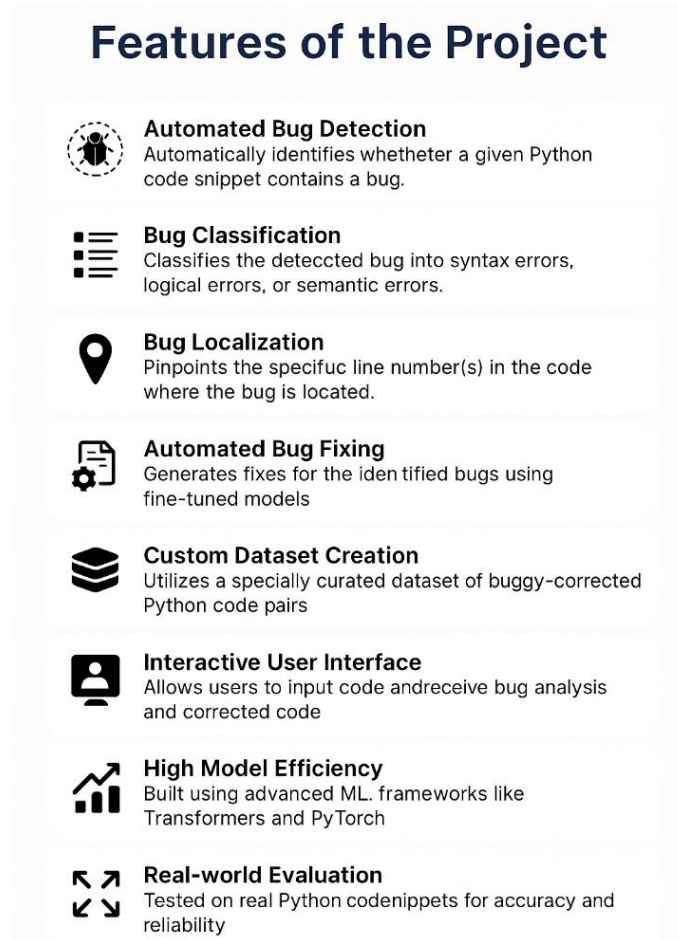 Features of the Project
Automated Bug Detection
Automatically identifies whetheter a given Python
code snippet contains a bug.
Bug Classification
Classifies the deteccted bug into syntax errors,
logical errors, or semantic errors.
Bug Localization
Pinpoints the specifuc line number(s) in the code
where the bug is located.
Automated Bug Fixing
Generates fixes for the iden tified bugs using
fine-tuned models
Custom Dataset Creation
Utilizes a specially curated dataset of buggy-corrected
Python code pairs
Interactive User Interface
Allows users to input code andreceive bug analysis
and corrected code
High Model Efficiency
Built using advanced ML. frameworks like
Transformers and PyTorch
Real-world Evaluation
Tested on real Python codenippets for accuracy and
reliability